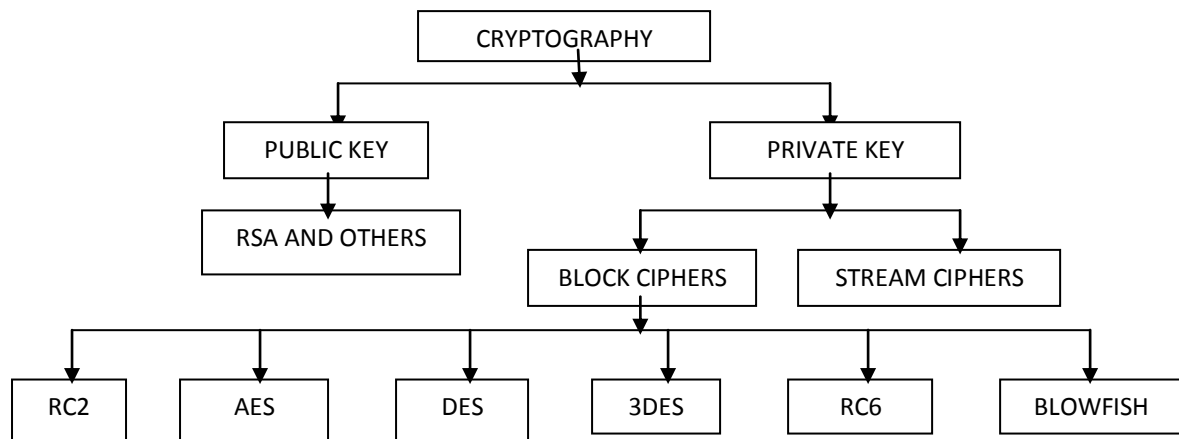 CRYPTOGRAPHY
PUBLIC KEY
PRIVATE KEY
RSA AND OTHERS
BLOCK CIPHERS
STREAM CIPHERS
RC2
AES
DES
3DES
RC6
BLOWFISH